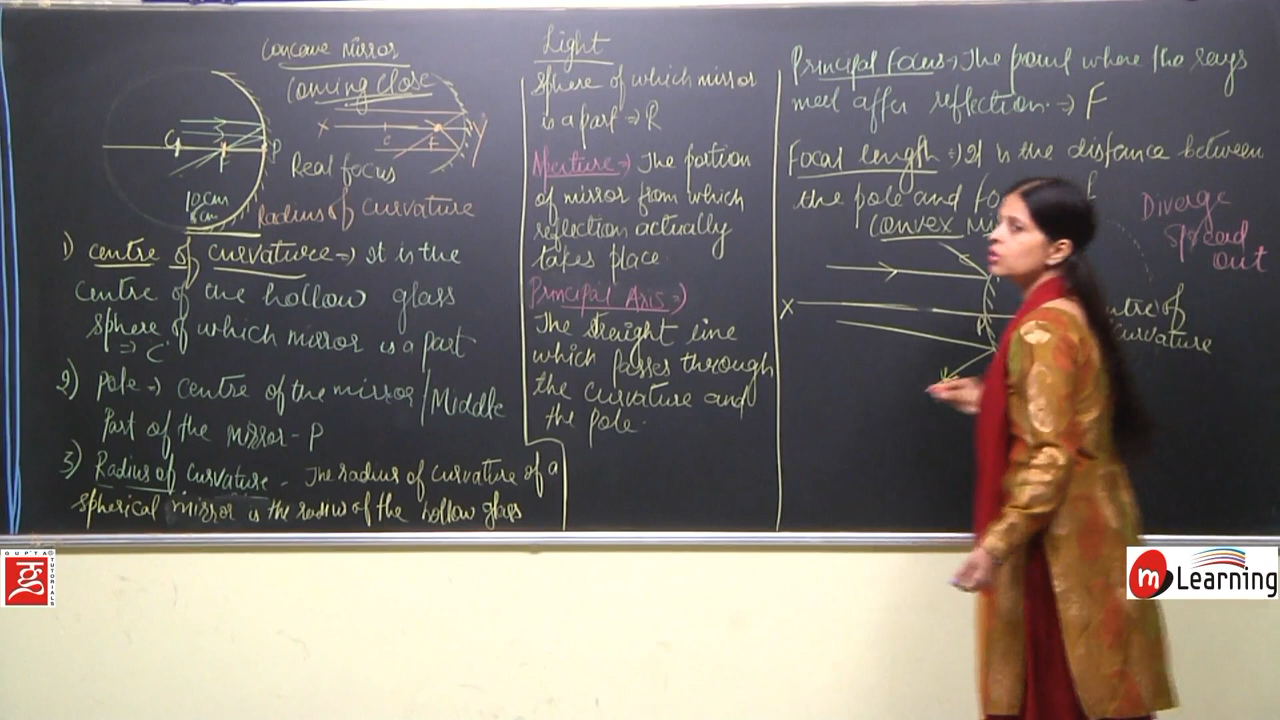 Concave mirror
Coming close
C
F
P
X
C
F
Y
Real focus
10cm
5cm
Radius of curvature
1) centre of curvature => It is the
centre of the hollow glass
sphere of which mirror is a part
=> C
2) Pole -> centre of the mirror / Middle
Part of the mirror - P
3) Radius of Curvature - The radius of curvature of a
spherical mirror is the radius of the hollow glass
Light
sphere of which mirror
is a part => R
Aperture => The portion
of mirror from which
reflection actually
takes place.
Principal Axis =>
The straight line
which passes through
the curvature and
the pole.
Principal focus -> The point where the rays
meet after reflection. => F
Focal length => It is the distance between
the pole and
f
Convex
X
P
Diverge
Spread
out
Curvature
GUPTA TUTORIALS
m Learning